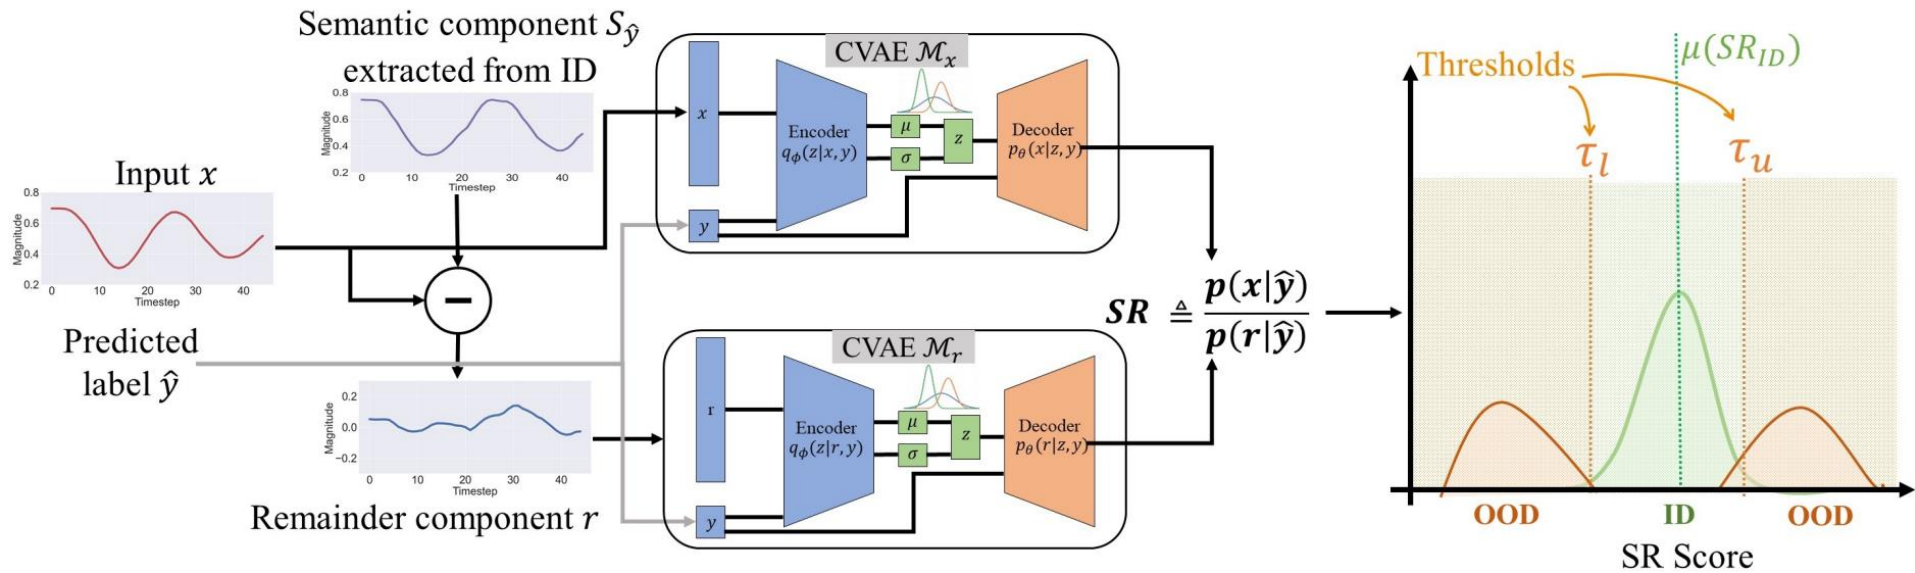 Semantic component S_ŷ
extracted from ID
0.8
0.6
0.4
0.2
Magnitude
0 10 20 30 40
Timestep
Input x
0.8
0.6
0.4
0.2
Magnitude
0 10 20 30 40
Timestep
−
Predicted
label ŷ
0.2
0.0
−0.2
Magnitude
0 10 20 30 40
Timestep
Remainder component r
CVAE ℳ_x
x
y
Encoder
q_ϕ(z|x, y)
μ
σ
z
Decoder
p_θ(x|z, y)
CVAE ℳ_r
r
y
Encoder
q_ϕ(z|r, y)
μ
σ
z
Decoder
p_θ(r|z, y)
SR ≜ p(x|ŷ)
p(r|ŷ)
μ(SR_ID)
Thresholds
τ_l
τ_u
OOD ID OOD
SR Score